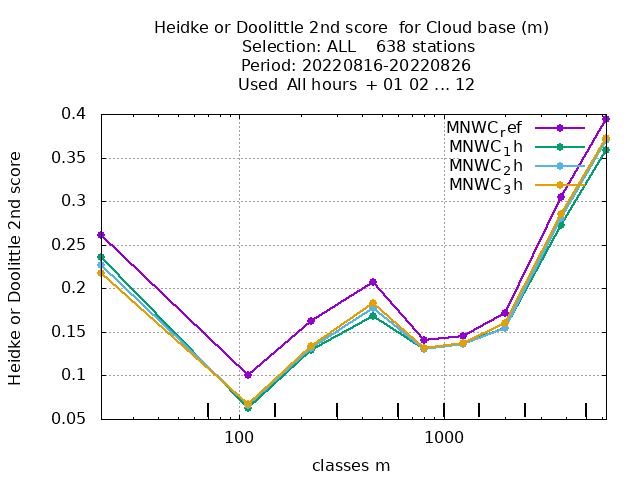 Heidke or Doolittle 2nd score  for Cloud base (m)
Selection: ALL    638 stations
Period: 20220816-20220826
Used  All hours  + 01 02 ... 12
Heidke or Doolittle 2nd score
0.4
0.35
0.3
0.25
0.2
0.15
0.1
0.05
MNWC_ref
MNWC_1h
MNWC_2h
MNWC_3h
100
1000
classes m